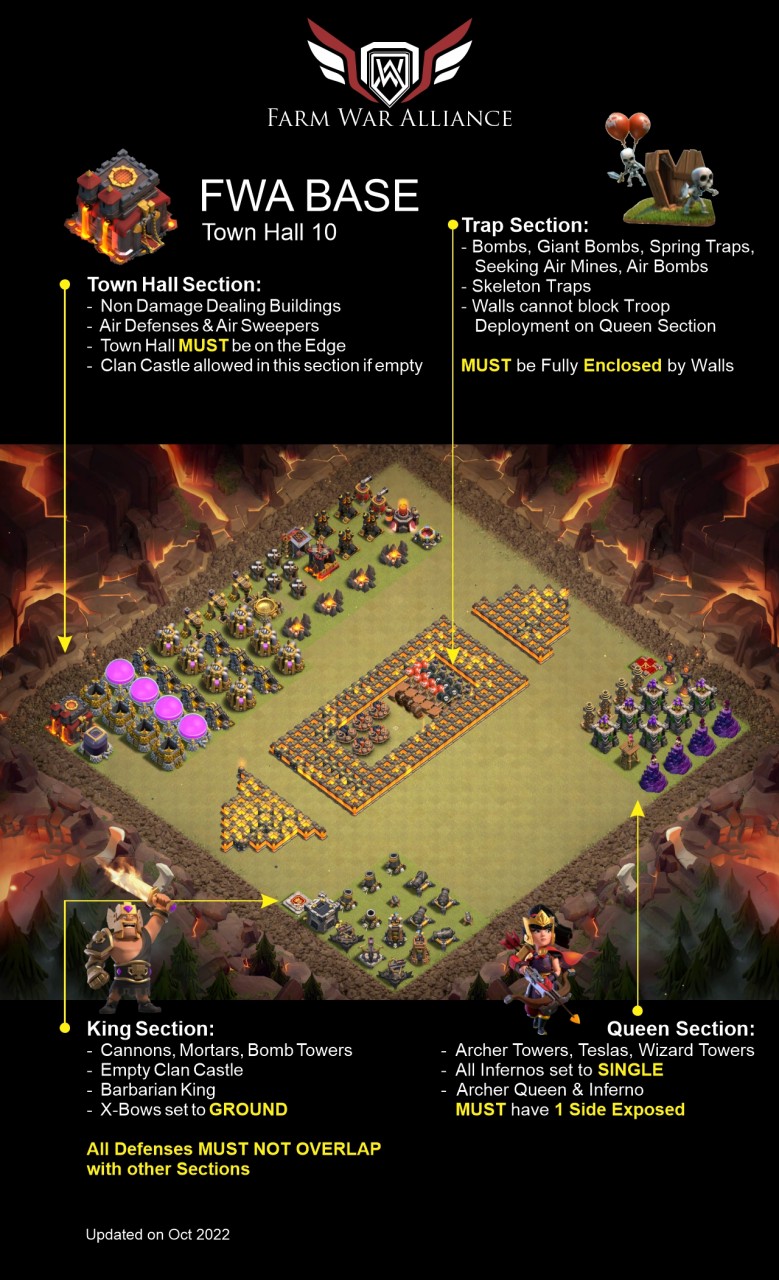 FARM WAR ALLIANCE
FWA BASE
Town Hall 10
Town Hall Section:
- Non Damage Dealing Buildings
- Air Defenses & Air Sweepers
- Town Hall MUST be on the Edge
- Clan Castle allowed in this section if empty
Trap Section:
- Bombs, Giant Bombs, Spring Traps,
Seeking Air Mines, Air Bombs
- Skeleton Traps
- Walls cannot block Troop
Deployment on Queen Section
MUST be Fully Enclosed by Walls
King Section:
- Cannons, Mortars, Bomb Towers
- Empty Clan Castle
- Barbarian King
- X-Bows set to GROUND
All Defenses MUST NOT OVERLAP
with other Sections
Queen Section:
- Archer Towers, Teslas, Wizard Towers
- All Infernos set to SINGLE
- Archer Queen & Inferno
MUST have 1 Side Exposed
Updated on Oct 2022